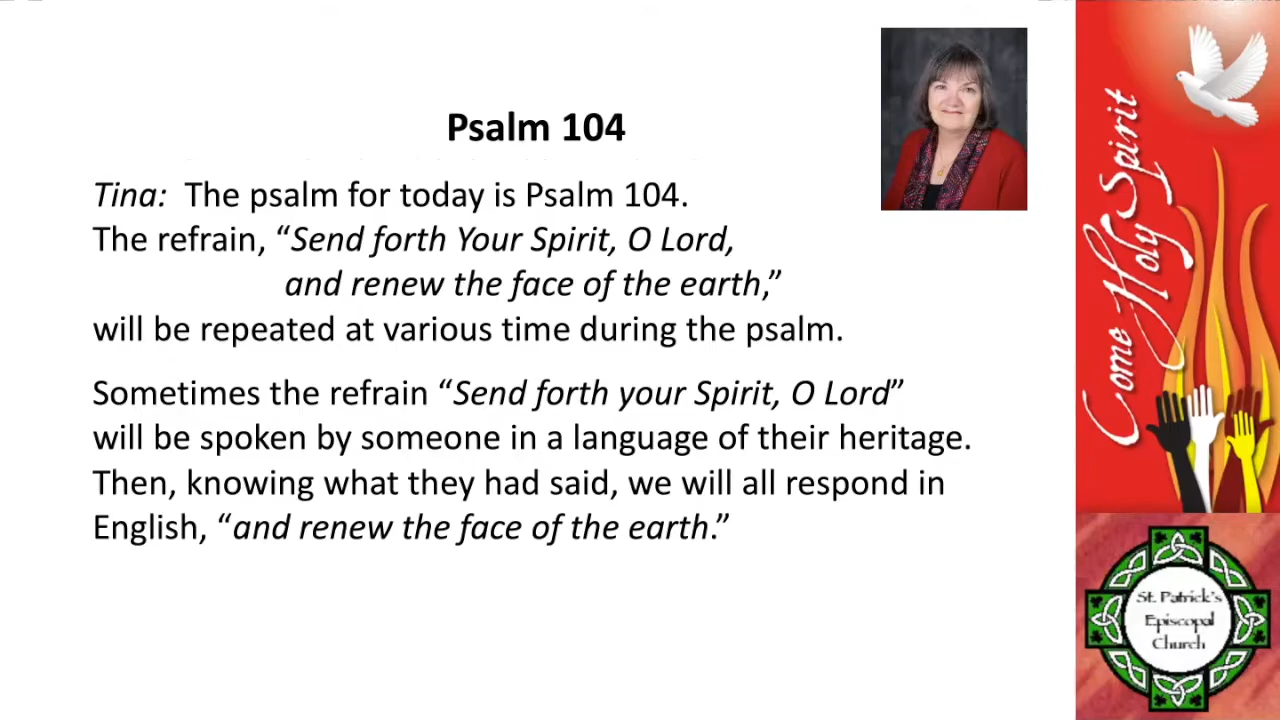 Psalm 104
Tina: The psalm for today is Psalm 104.
The refrain, “Send forth Your Spirit, O Lord,
and renew the face of the earth,”
will be repeated at various time during the psalm.
Sometimes the refrain “Send forth your Spirit, O Lord”
will be spoken by someone in a language of their heritage.
Then, knowing what they had said, we will all respond in
English, “and renew the face of the earth.”
Come Holy Spirit
St. Patrick's
Episcopal
Church